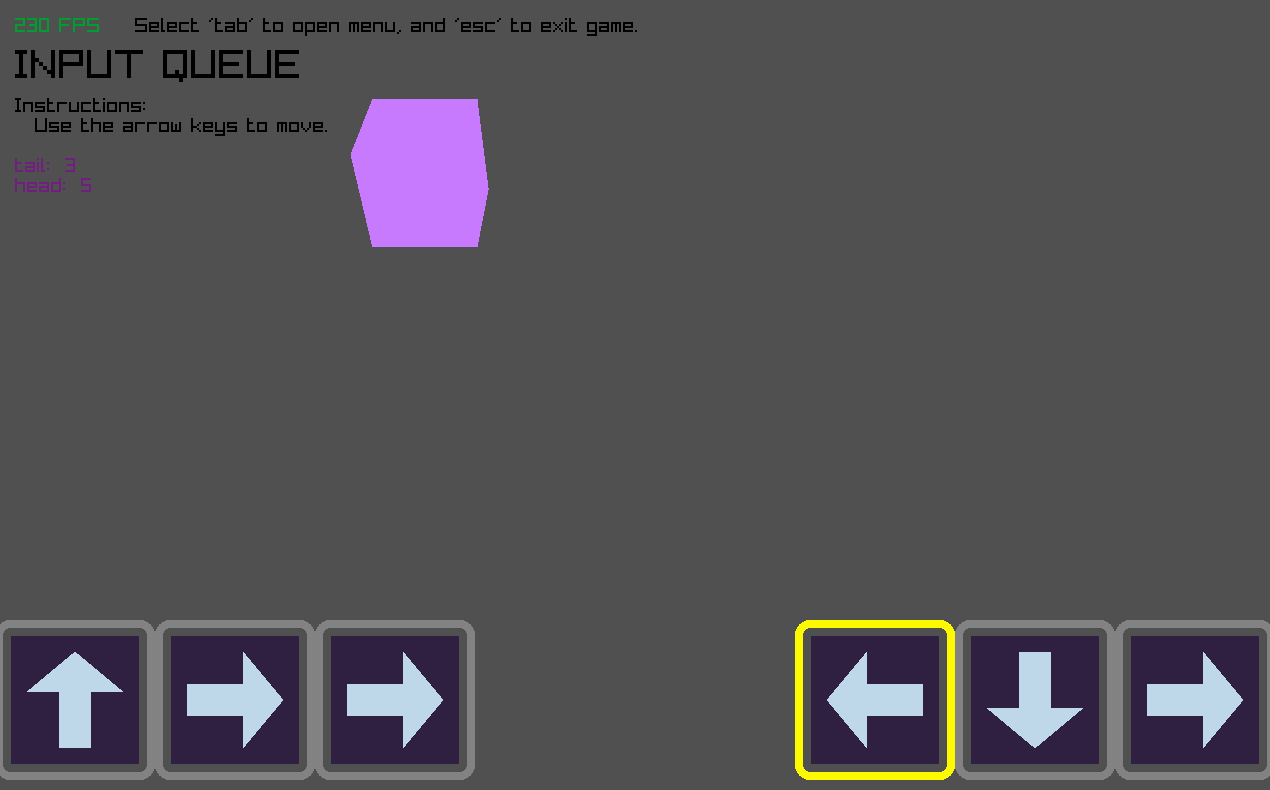 230 FPS Select 'tab' to open menu, and 'esc' to exit game.
INPUT QUEUE
Instructions:
Use the arrow keys to move.
tail: 3
head: 5